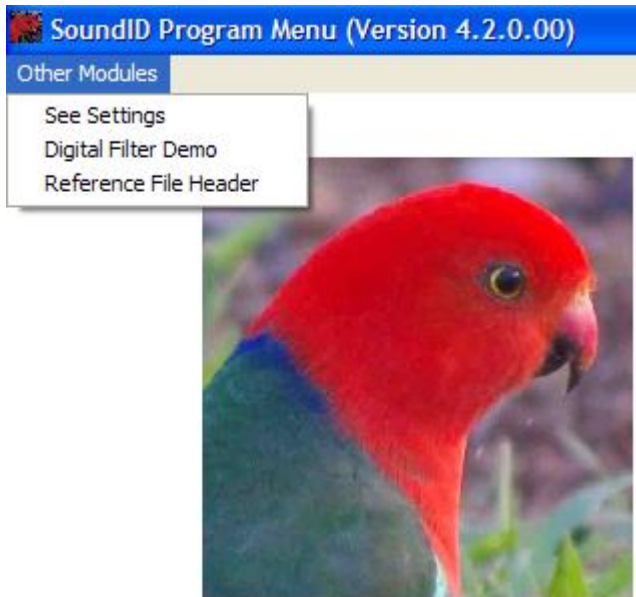 SoundID Program Menu (Version 4.2.0.00)
Other Modules
See Settings
Digital Filter Demo
Reference File Header